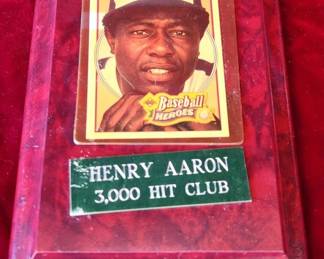 Baseball
HEROES
HENRY AARON
3,000 HIT CLUB